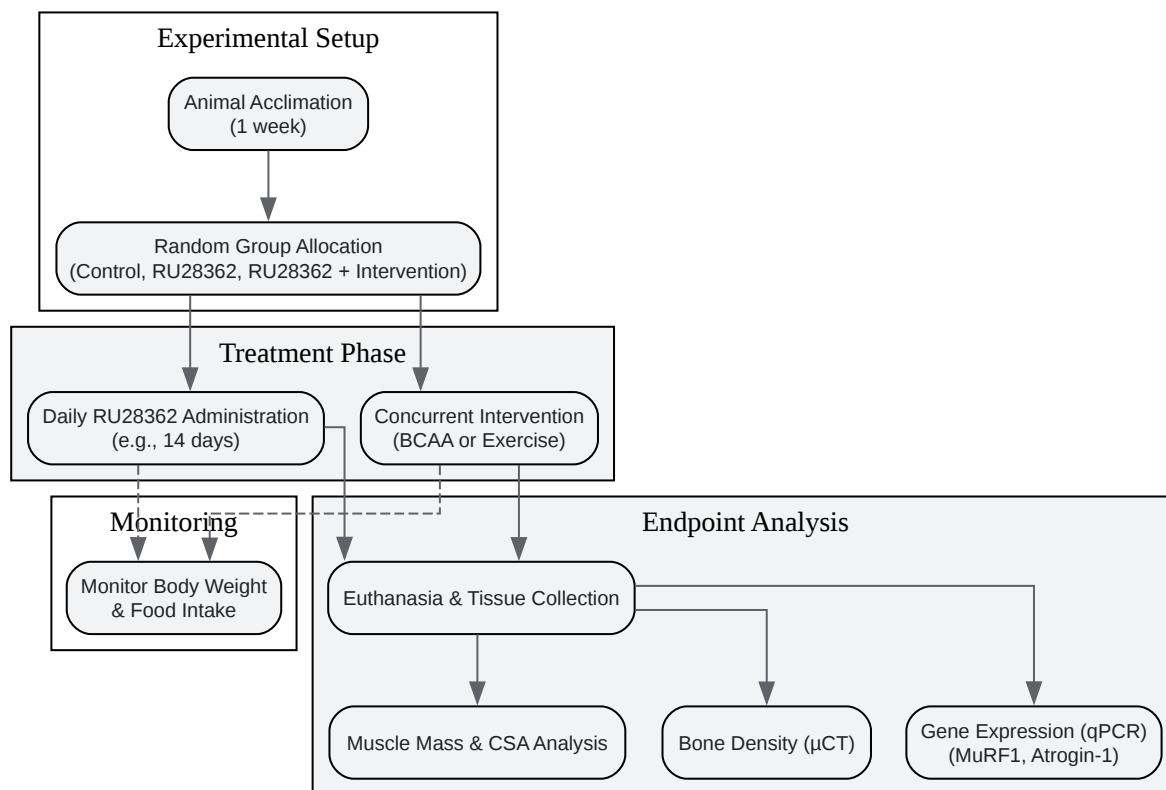 Experimental Setup
Animal Acclimation
(1 week)
Random Group Allocation
(Control, RU28362, RU28362 + Intervention)
Treatment Phase
Daily RU28362 Administration
(e.g., 14 days)
Concurrent Intervention
(BCAA or Exercise)
Monitoring
Monitor Body Weight
& Food Intake
Endpoint Analysis
Euthanasia & Tissue Collection
Muscle Mass & CSA Analysis
Bone Density (µCT)
Gene Expression (qPCR)
(MuRF1, Atrogin-1)